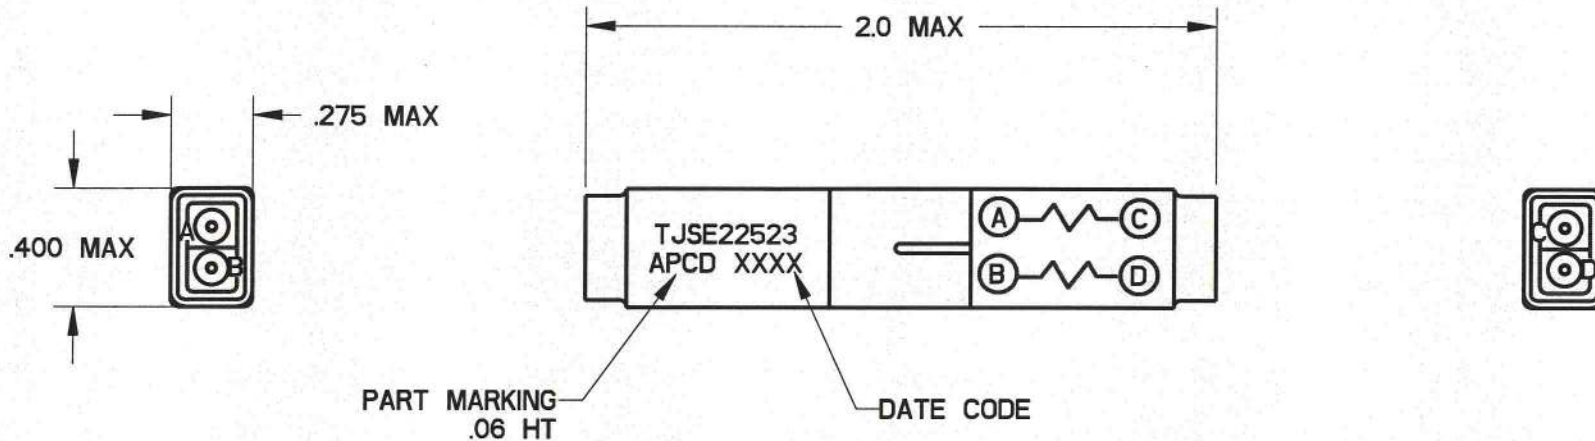 2.0 MAX
.275 MAX
.400 MAX
A
B
TJSE22523
APCD XXXX
A
C
B
D
C
D
PART MARKING
.06 HT
DATE CODE